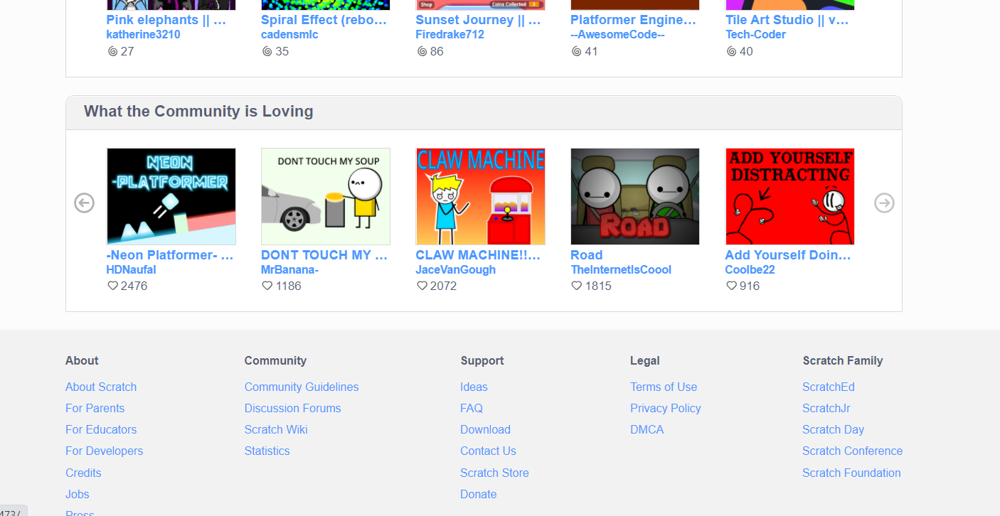 Shop Coins Collected 3
Pink elephants || ... Spiral Effect (rebo... Sunset Journey || ... Platformer Engine... Tile Art Studio || v...
katherine3210 cadensmlc Firedrake712 --AwesomeCode-- Tech-Coder
27 35 86 41 40
What the Community is Loving
NEON
-PLATFORMER
DONT TOUCH MY SOUP
CLAW MACHINE
ROAD
ADD YOURSELF
DISTRACTING
-Neon Platformer- ... DONT TOUCH MY ... CLAW MACHINE!!... Road Add Yourself Doin...
HDNaufal MrBanana- JaceVanGough TheInternetIsCoool Coolbe22
2476 1186 2072 1815 916
About Community Support Legal Scratch Family
About Scratch Community Guidelines Ideas Terms of Use ScratchEd
For Parents Discussion Forums FAQ Privacy Policy ScratchJr
For Educators Scratch Wiki Download DMCA Scratch Day
For Developers Statistics Contact Us Scratch Conference
Credits Scratch Store Scratch Foundation
Jobs Donate
Press
473/